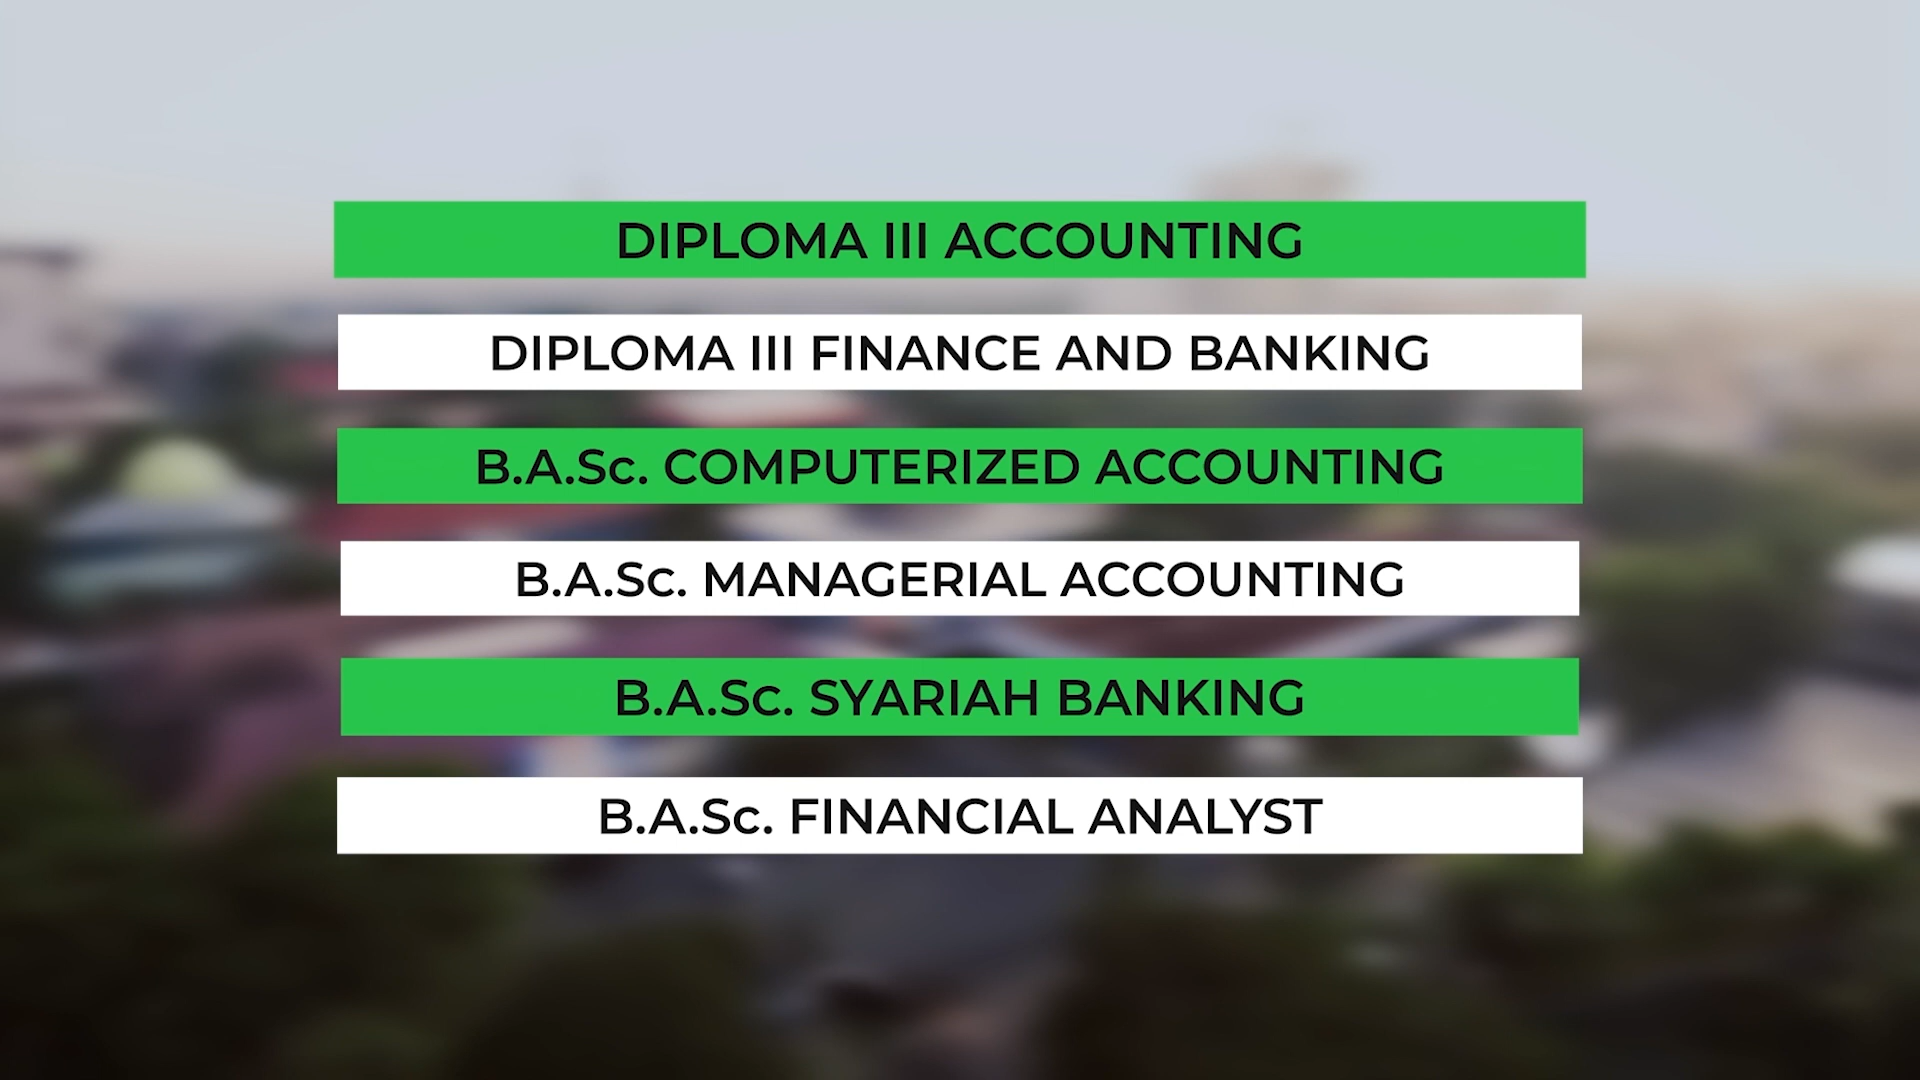 DIPLOMA III ACCOUNTING
DIPLOMA III FINANCE AND BANKING
B.A.Sc. COMPUTERIZED ACCOUNTING
B.A.Sc. MANAGERIAL ACCOUNTING
B.A.Sc. SYARIAH BANKING
B.A.Sc. FINANCIAL ANALYST